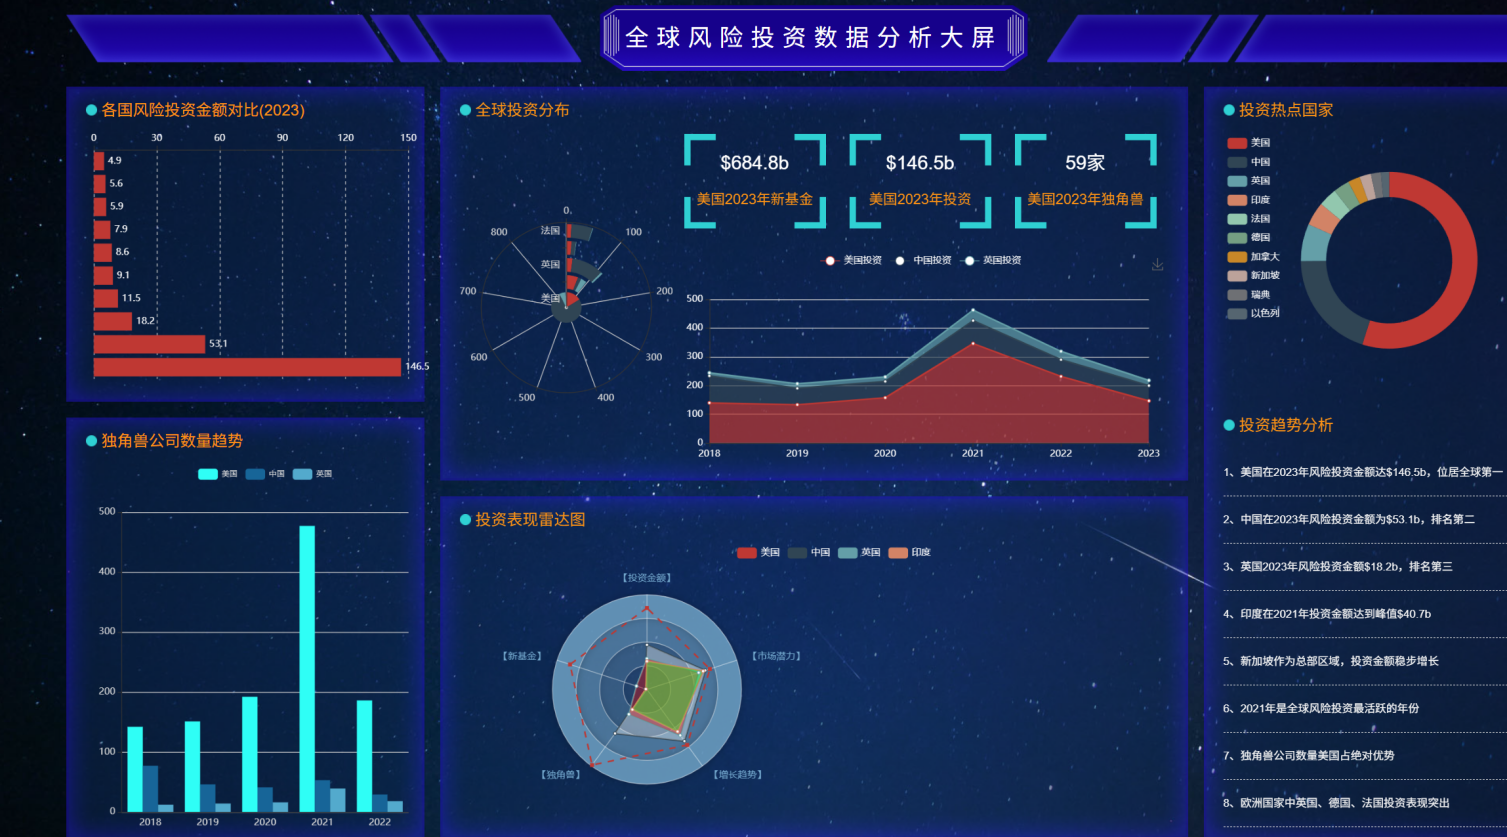 全球风险投资数据分析大屏
各国风险投资金额对比(2023)
0 30 60 90 120 150
4.9
5.6
5.9
7.9
8.6
9.1
11.5
18.2
53.1
146.5
独角兽公司数量趋势
美国 中国 英国
500
400
300
200
100
0
2018 2019 2020 2021 2022
全球投资分布
$684.8b
美国2023年新基金
$146.5b
美国2023年投资
59家
美国2023年独角兽
0
100
200
300
400
500
600
700
800
法国
英国
美国
美国投资 中国投资 英国投资
500
400
300
200
100
0
2018 2019 2020 2021 2022 2023
投资表现雷达图
美国 中国 英国 印度
【投资金额】
【新基金】
【市场潜力】
【独角兽】
【增长趋势】
投资热点国家
美国
中国
英国
印度
法国
德国
加拿大
新加坡
瑞典
以色列
投资趋势分析
1、美国在2023年风险投资金额达$146.5b，位居全球第一
2、中国在2023年风险投资金额为$53.1b，排名第二
3、英国2023年风险投资金额$18.2b，排名第三
4、印度在2021年投资金额达到峰值$40.7b
5、新加坡作为总部区域，投资金额稳步增长
6、2021年是全球风险投资最活跃的年份
7、独角兽公司数量美国占绝对优势
8、欧洲国家中英国、德国、法国投资表现突出